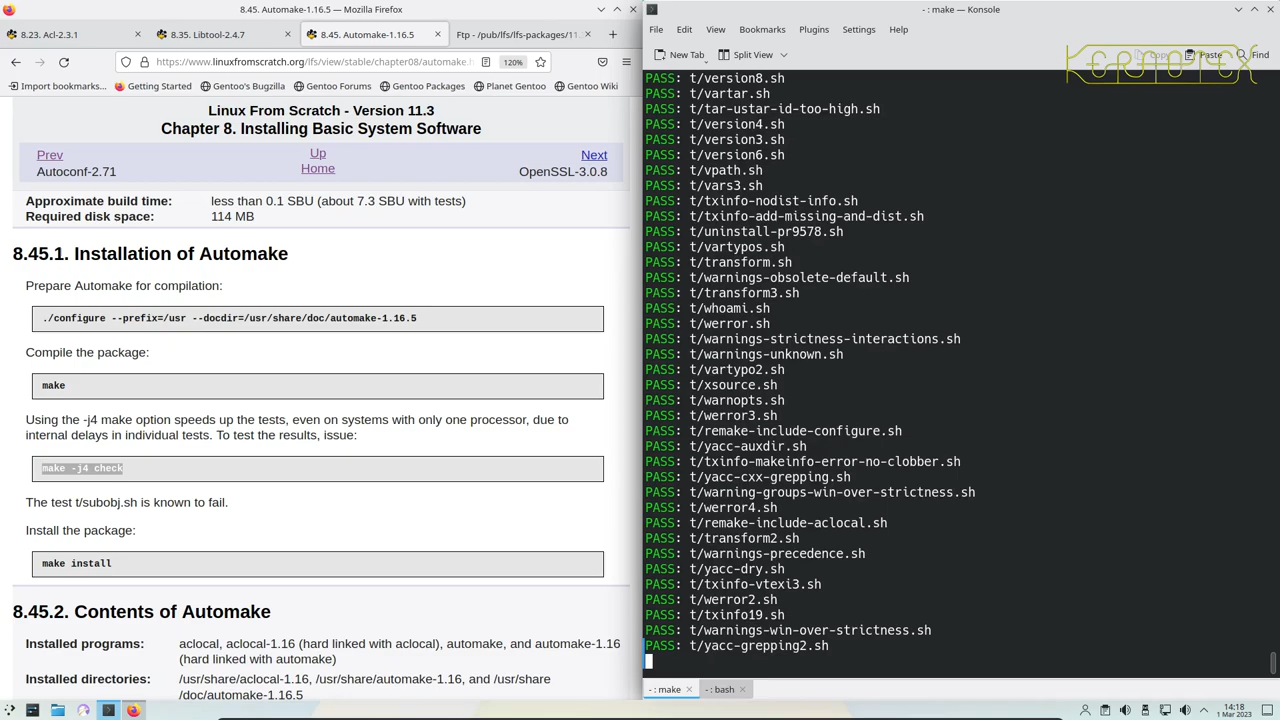 8.45. Automake-1.16.5 — Mozilla Firefox
8.23. Acl-2.3.1
8.35. Libtool-2.4.7
8.45. Automake-1.16.5
Ftp - /pub/lfs/lfs-packages/11.
https://www.linuxfromscratch.org/lfs/view/stable/chapter08/automake.h
120%
Import bookmarks...
Getting Started
Gentoo's Bugzilla
Gentoo Forums
Gentoo Packages
Planet Gentoo
Gentoo Wiki
Linux From Scratch - Version 11.3
Chapter 8. Installing Basic System Software
Prev
Up
Next
Autoconf-2.71
Home
OpenSSL-3.0.8
Approximate build time: less than 0.1 SBU (about 7.3 SBU with tests)
Required disk space: 114 MB
8.45.1. Installation of Automake
Prepare Automake for compilation:
./configure --prefix=/usr --docdir=/usr/share/doc/automake-1.16.5
Compile the package:
make
Using the -j4 make option speeds up the tests, even on systems with only one processor, due to
internal delays in individual tests. To test the results, issue:
make -j4 check
The test t/subobj.sh is known to fail.
Install the package:
make install
8.45.2. Contents of Automake
Installed programs: aclocal, aclocal-1.16 (hard linked with aclocal), automake, and automake-1.16
(hard linked with automake)
Installed directories: /usr/share/aclocal-1.16, /usr/share/automake-1.16, and /usr/share
/doc/automake-1.16.5
- : make — Konsole
File Edit View Bookmarks Plugins Settings Help
New Tab
Split View
Copy
Paste
Find
KERNOTEX
PASS: t/version8.sh
PASS: t/vartar.sh
PASS: t/tar-ustar-id-too-high.sh
PASS: t/version4.sh
PASS: t/version3.sh
PASS: t/version6.sh
PASS: t/vpath.sh
PASS: t/vars3.sh
PASS: t/txinfo-nodist-info.sh
PASS: t/txinfo-add-missing-and-dist.sh
PASS: t/uninstall-pr9578.sh
PASS: t/vartypos.sh
PASS: t/transform.sh
PASS: t/warnings-obsolete-default.sh
PASS: t/transform3.sh
PASS: t/whoami.sh
PASS: t/werror.sh
PASS: t/warnings-strictness-interactions.sh
PASS: t/warnings-unknown.sh
PASS: t/vartypo2.sh
PASS: t/xsource.sh
PASS: t/warnopts.sh
PASS: t/werror3.sh
PASS: t/remake-include-configure.sh
PASS: t/yacc-auxdir.sh
PASS: t/txinfo-makeinfo-error-no-clobber.sh
PASS: t/yacc-cxx-grepping.sh
PASS: t/warning-groups-win-over-strictness.sh
PASS: t/werror4.sh
PASS: t/remake-include-aclocal.sh
PASS: t/transform2.sh
PASS: t/warnings-precedence.sh
PASS: t/yacc-dry.sh
PASS: t/txinfo-vtexi3.sh
PASS: t/werror2.sh
PASS: t/txinfo19.sh
PASS: t/warnings-win-over-strictness.sh
PASS: t/yacc-grepping2.sh
- : make
- : bash
14:18
1 Mar 2023